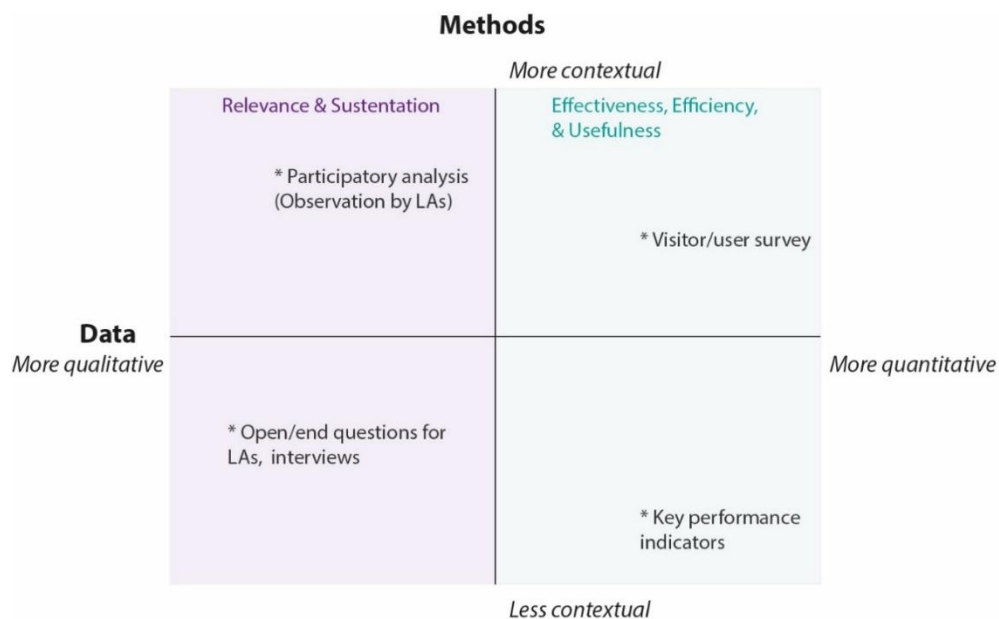 Methods
More contextual
Relevance & Sustentation
Effectiveness, Efficiency,
& Usefulness
* Participatory analysis
(Observation by LAs)
* Visitor/user survey
Data
More qualitative
More quantitative
* Open/end questions for
LAs, interviews
* Key performance
indicators
Less contextual